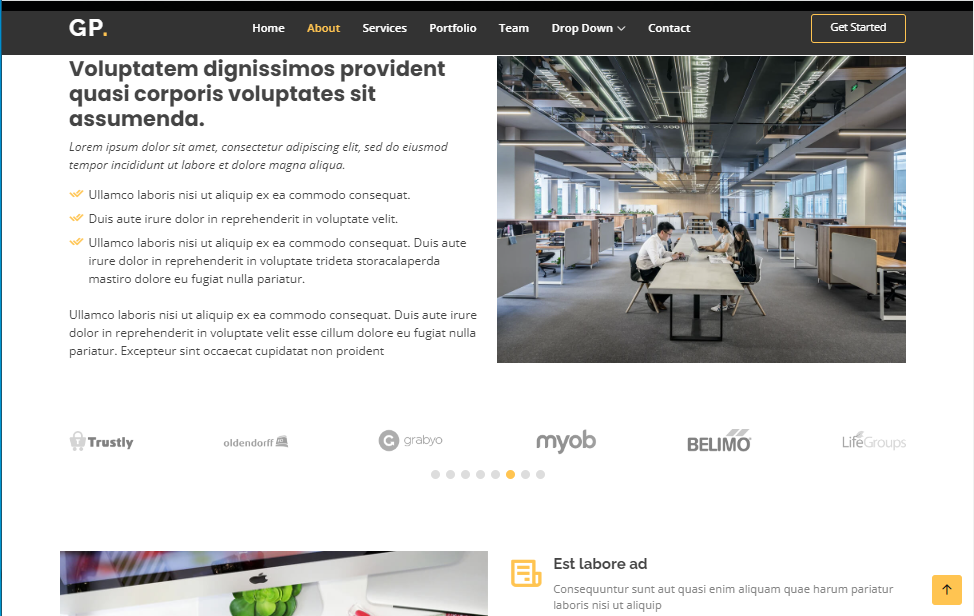 GP.
Home About Services Portfolio Team Drop Down Contact Get Started
Voluptatem dignissimos provident
quasi corporis voluptates sit
assumenda.
Lorem ipsum dolor sit amet, consectetur adipiscing elit, sed do eiusmod
tempor incididunt ut labore et dolore magna aliqua.
Ullamco laboris nisi ut aliquip ex ea commodo consequat.
Duis aute irure dolor in reprehenderit in voluptate velit.
Ullamco laboris nisi ut aliquip ex ea commodo consequat. Duis aute
irure dolor in reprehenderit in voluptate trideta storacalaperda
mastiro dolore eu fugiat nulla pariatur.
Ullamco laboris nisi ut aliquip ex ea commodo consequat. Duis aute irure
dolor in reprehenderit in voluptate velit esse cillum dolore eu fugiat nulla
pariatur. Excepteur sint occaecat cupidatat non proident
Trustly oldendorff grabyo myob BELIMO LifeGroups
Est labore ad
Consequuntur sunt aut quasi enim aliquam quae harum pariatur
laboris nisi ut aliquip